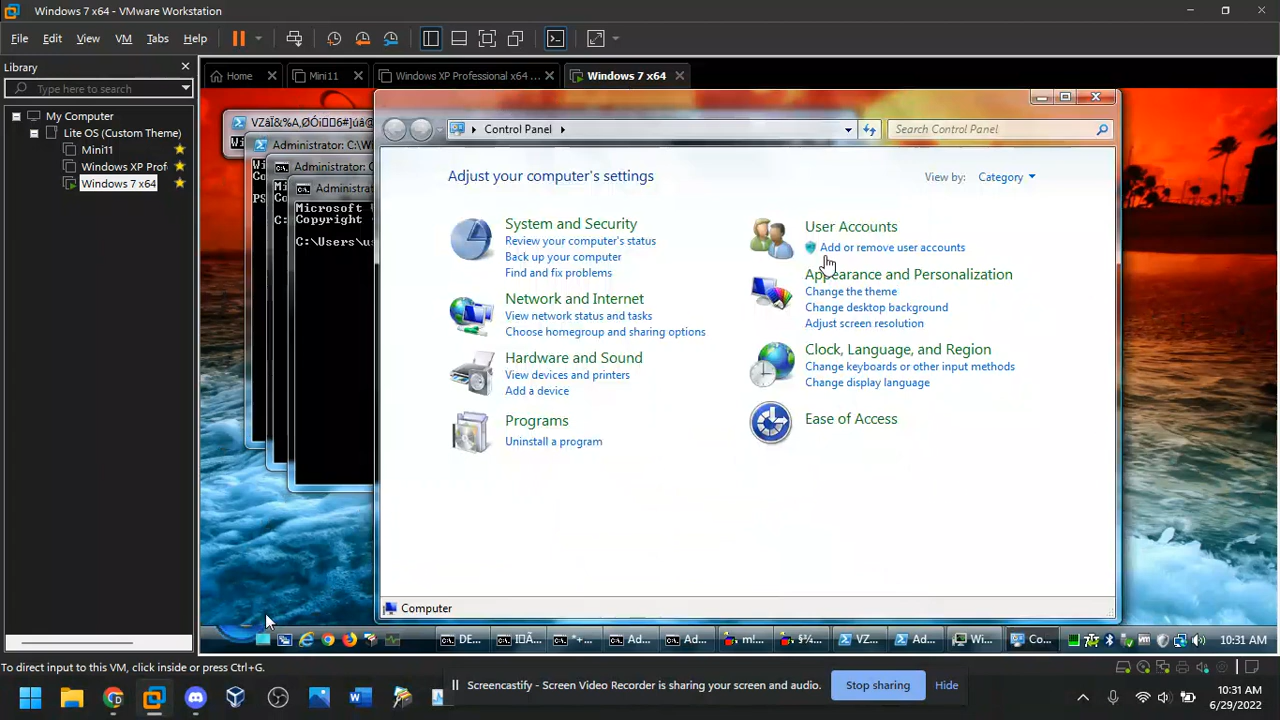 Windows 7 x64 - VMware Workstation
File Edit View VM Tabs Help
Library
Type here to search
My Computer
Lite OS (Custom Theme)
Mini11
Windows XP Prof
Windows 7 x64
Home
Mini11
Windows XP Professional x64 ...
Windows 7 x64
Administrator: C:\W
Administrator: C
Administra
Microsoft
Copyright
C:\Users\u
Control Panel
Search Control Panel
Adjust your computer's settings
View by: Category
System and Security
Review your computer's status
Back up your computer
Find and fix problems
Network and Internet
View network status and tasks
Choose homegroup and sharing options
Hardware and Sound
View devices and printers
Add a device
Programs
Uninstall a program
User Accounts
Add or remove user accounts
Appearance and Personalization
Change the theme
Change desktop background
Adjust screen resolution
Clock, Language, and Region
Change keyboards or other input methods
Change display language
Ease of Access
Computer
DE... *+... Ad... Ad... m!... VZ... Ad... Wi... Co... 10:31 AM
To direct input to this VM, click inside or press Ctrl+G.
Screencastify - Screen Video Recorder is sharing your screen and audio.
Stop sharing
Hide
10:31 AM
6/29/2022